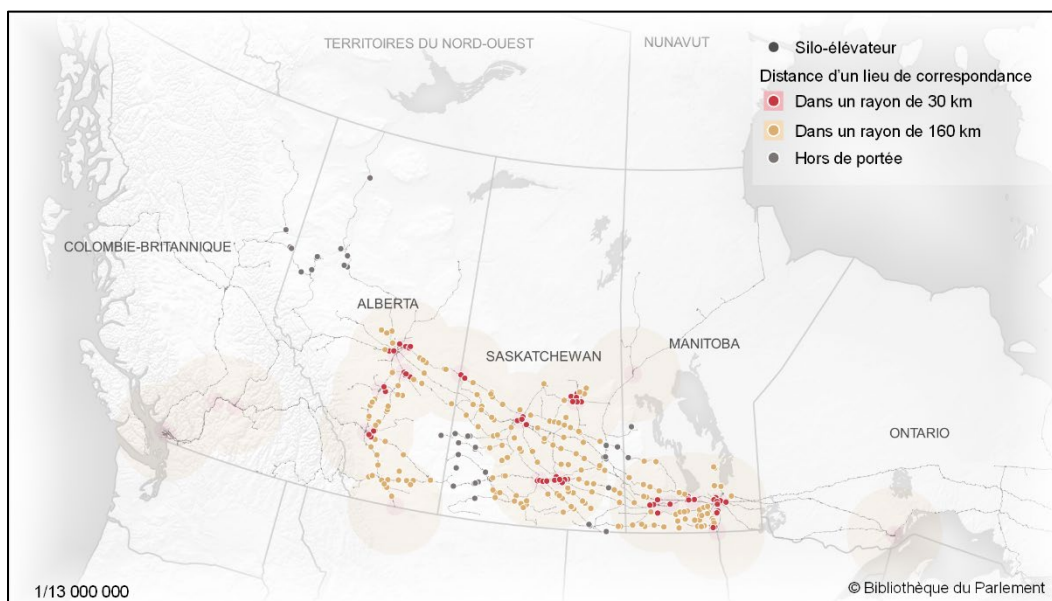 TERRITOIRES DU NORD-OUEST
NUNAVUT
Silo-élévateur
Distance d'un lieu de correspondance
Dans un rayon de 30 km
Dans un rayon de 160 km
Hors de portée
COLOMBIE-BRITANNIQUE
ALBERTA
SASKATCHEWAN
MANITOBA
ONTARIO
1/13 000 000
© Bibliothèque du Parlement